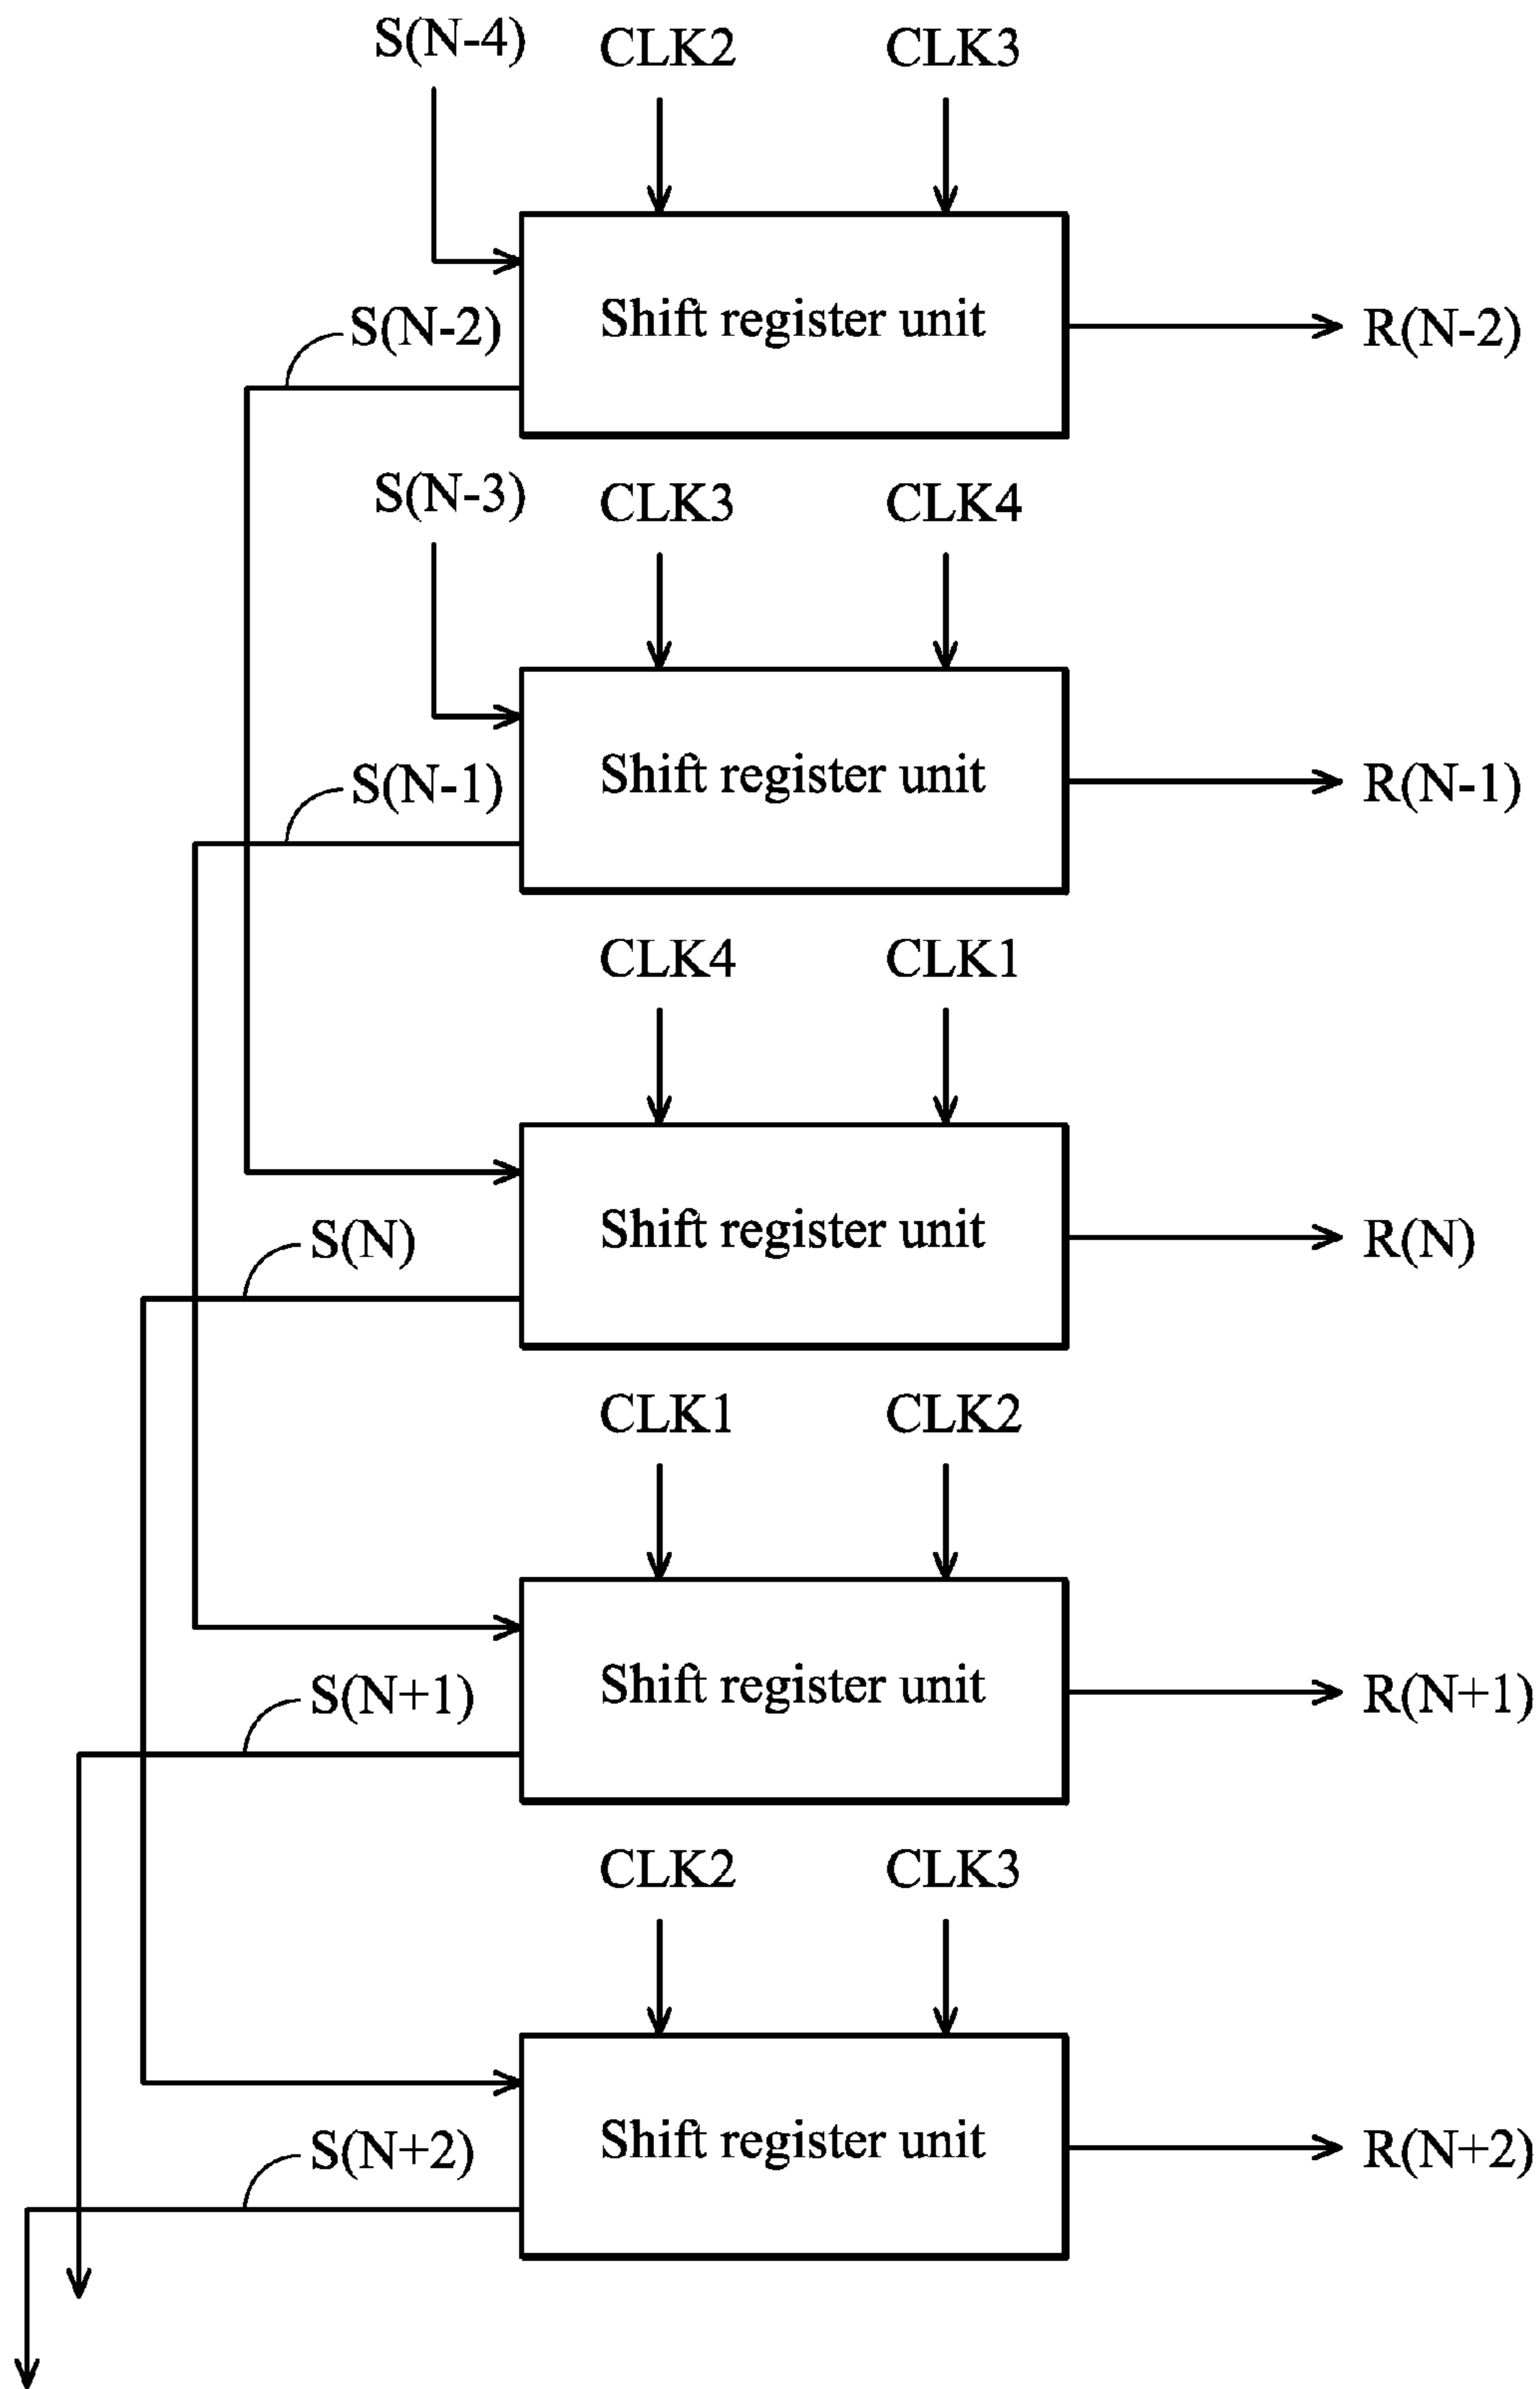 S(N-4) CLK2 CLK3
Shift register unit
S(N-2)
R(N-2)
S(N-3) CLK3 CLK4
Shift register unit
S(N-1)
R(N-1)
CLK4 CLK1
Shift register unit
S(N)
R(N)
CLK1 CLK2
Shift register unit
S(N+1)
R(N+1)
CLK2 CLK3
Shift register unit
S(N+2)
R(N+2)